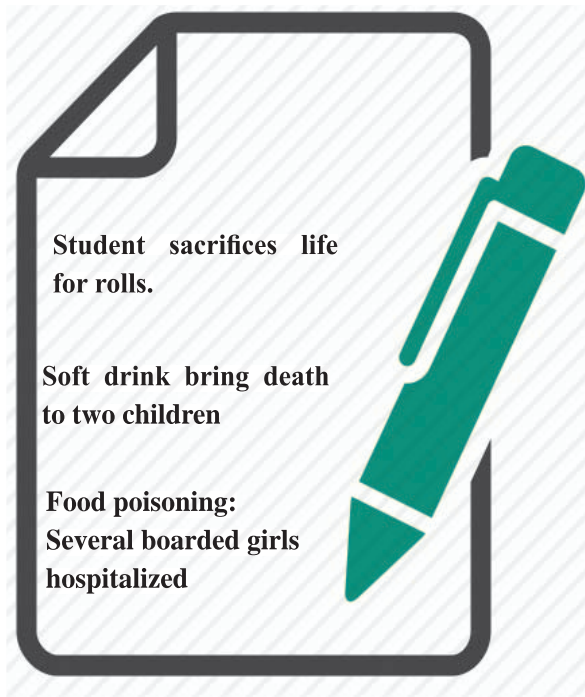 Student sacrifices life
for rolls.
Soft drink bring death
to two children
Food poisoning:
Several boarded girls
hospitalized